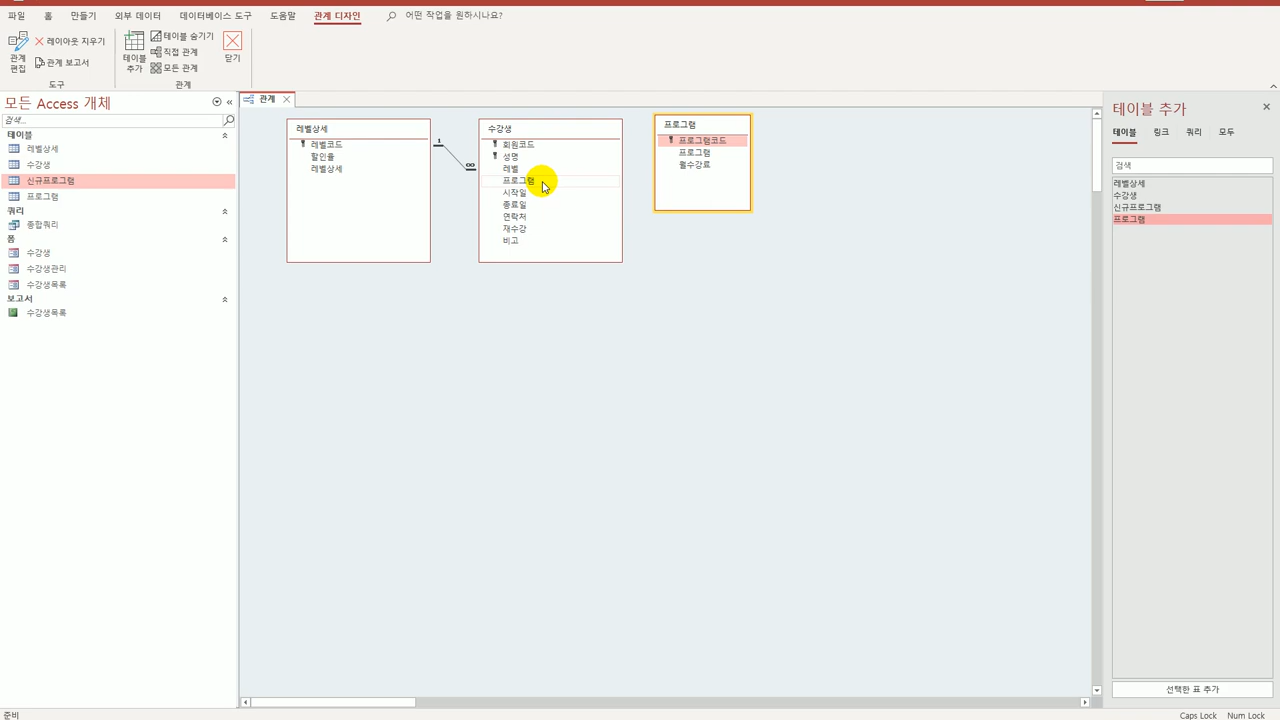 파일 홈 만들기 외부 데이터 데이터베이스 도구 도움말 관계 디자인 어떤 작업을 원하시나요?
관계 편집
레이아웃 지우기
관계 보고서
도구
테이블 추가
테이블 숨기기
직접 관계
모든 관계
닫기
관계
모든 Access 개체
검색...
테이블
레벨상세
수강생
신규프로그램
프로그램
쿼리
종합쿼리
폼
수강생
수강생관리
수강생목록
보고서
수강생목록
관계
레벨상세
레벨코드
할인율
레벨상세
1
∞
수강생
회원코드
성명
레벨
프로그램
시작일
종료일
연락처
재수강
비고
프로그램
프로그램코드
프로그램
월수강료
테이블 추가
테이블 링크 쿼리 모두
검색
레벨상세
수강생
신규프로그램
프로그램
선택한 표 추가
준비
Caps Lock Num Lock